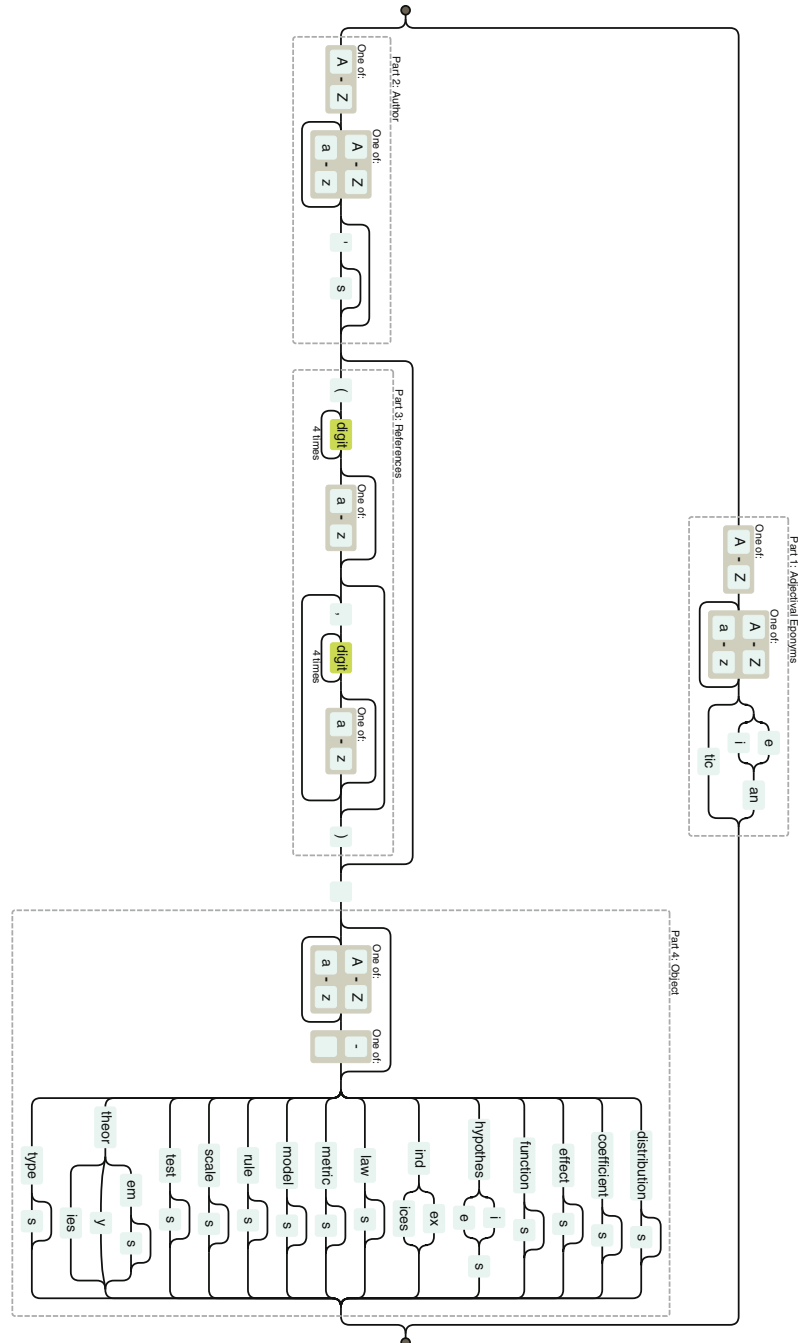 Part 1: Adjectival Eponyms
One of:
A - Z
One of:
A - Z
a - z
e
i
an
tic
Part 2: Author
One of:
A - Z
One of:
A - Z
a - z
'
s
Part 3: References
(
digit
4 times
One of:
a - z
,
digit
4 times
One of:
a - z
)
Part 4: Object
One of:
A - Z
a - z
One of:
-
distribution s
coefficient s
effect s
function s
hypothes
i
e
s
ind
ex
ices
law s
metric s
model s
rule s
scale s
test s
theor
em s
y
ies
type s